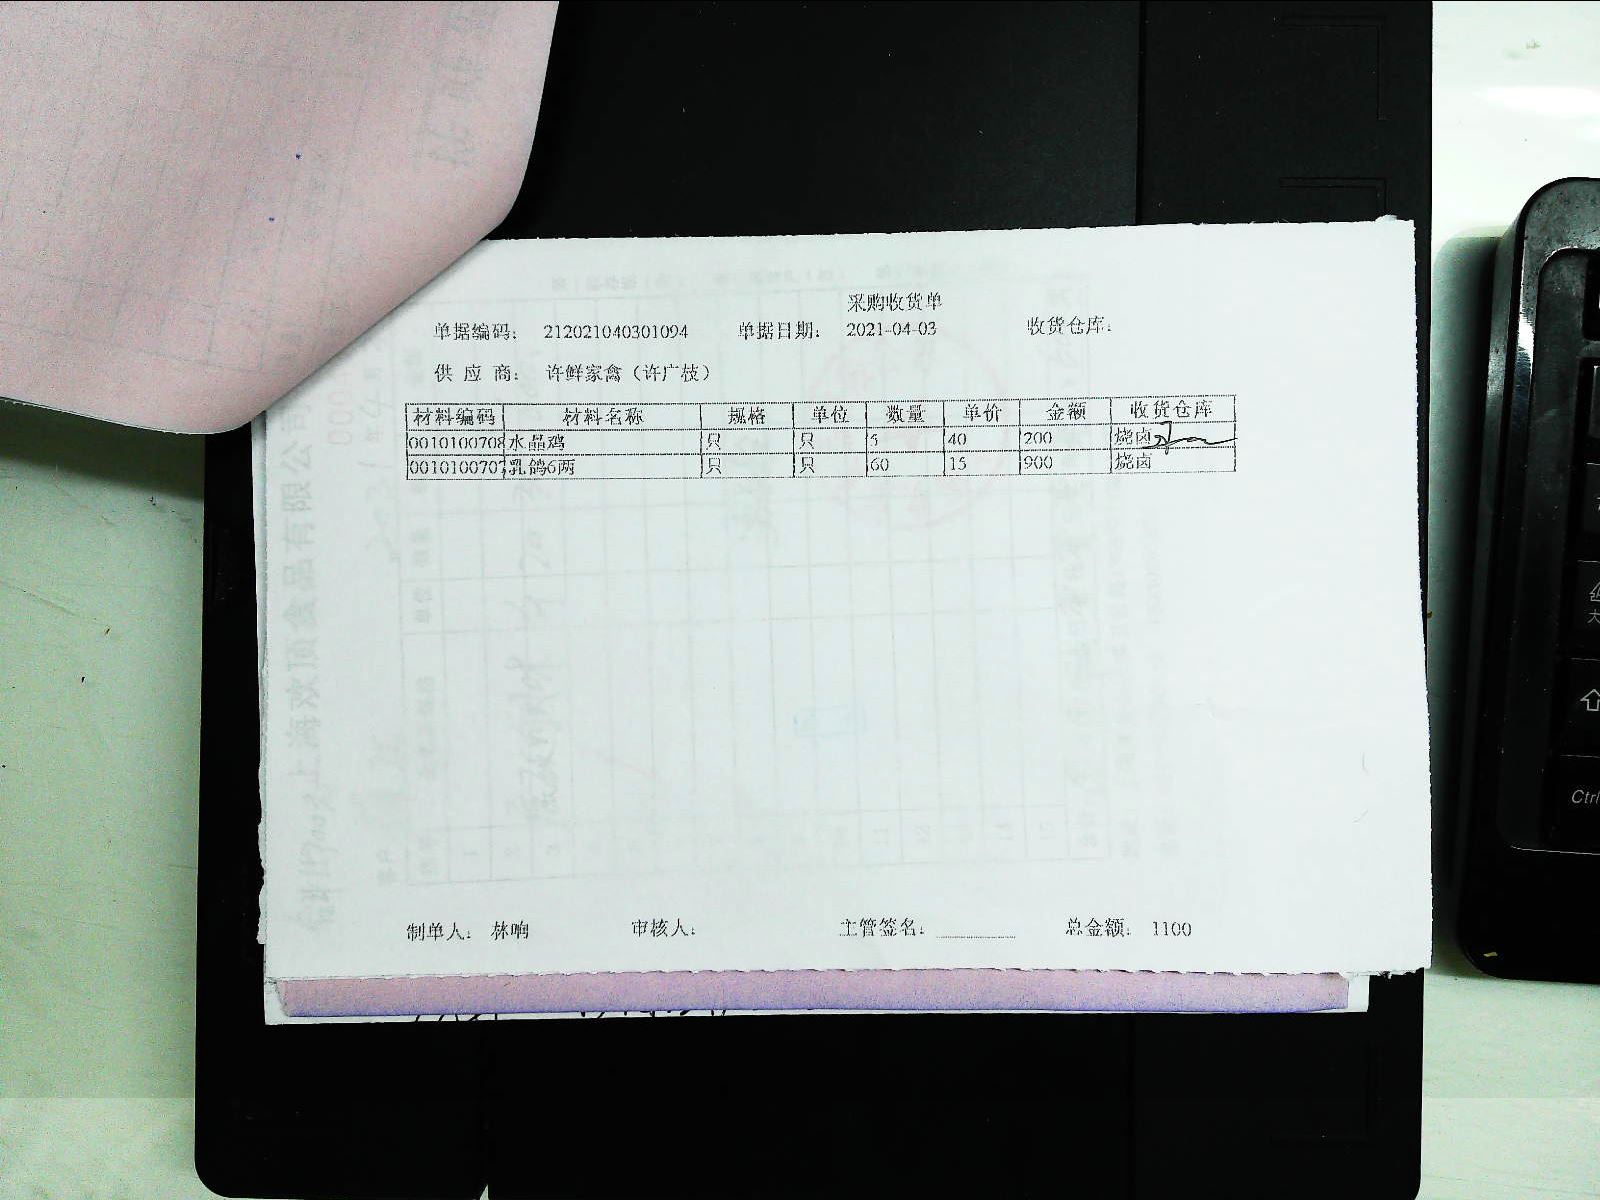 采购收货单
单据编码： 212021040301094 单据日期： 2021-04-03 收货仓库：
供 应 商： 许鲜家禽（许广枝）
材料编码 材料名称 规格 单位 数量 单价 金额 收货仓库
0010100708 水晶鸡 只 只 5 40 200 烧卤
0010100707 乳鸽6两 只 只 60 15 900 烧卤
制单人： 林响 审核人： 主管签名： 总金额： 1100
Ctrl